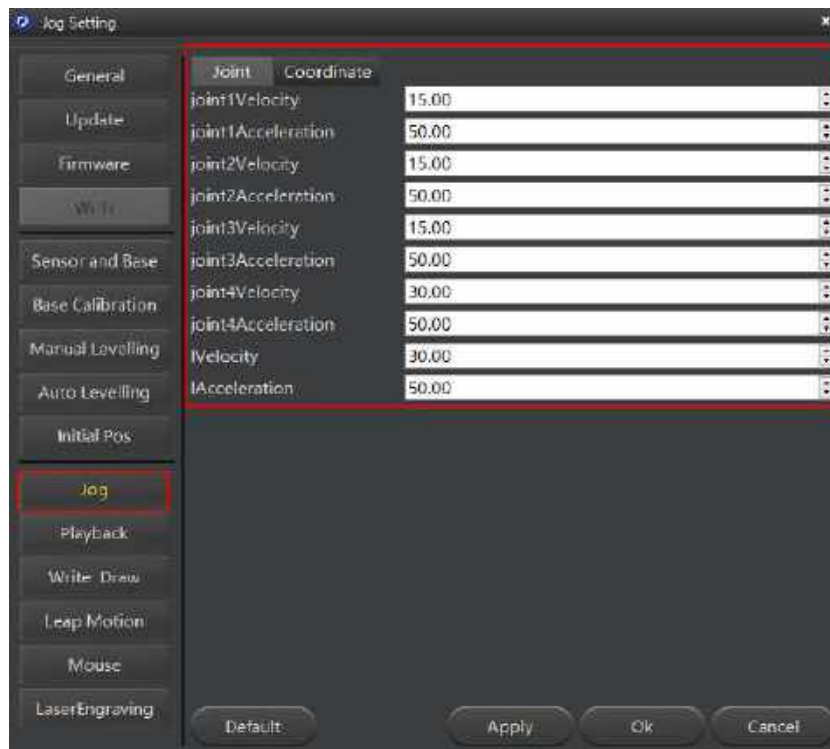 Jog Setting
General
Update
Firmware
Wi-Fi
Sensor and Base
Base Calibration
Manual Levelling
Auto Levelling
Initial Pos
Jog
Playback
Write Draw
Leap Motion
Mouse
LaserEngraving
Joint Coordinate
joint1Velocity 15.00
joint1Acceleration 50.00
joint2Velocity 15.00
joint2Acceleration 50.00
joint3Velocity 15.00
joint3Acceleration 50.00
joint4Velocity 30.00
joint4Acceleration 50.00
lVelocity 30.00
lAcceleration 50.00
Default Apply Ok Cancel